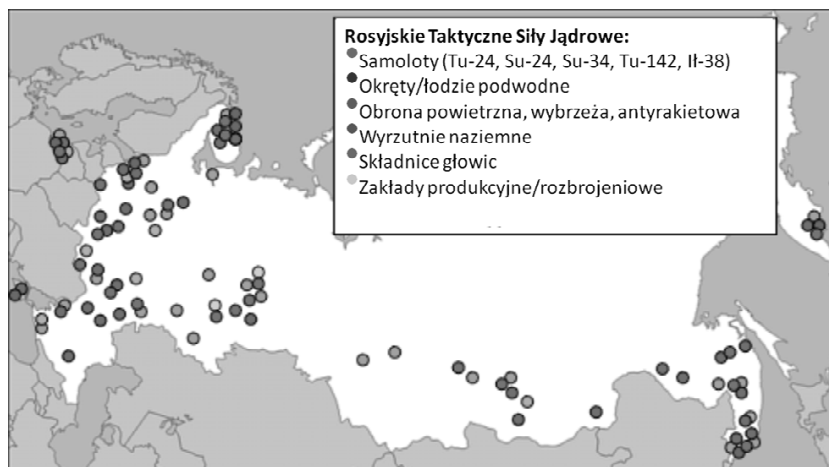 Rosyjskie Taktyczne Siły Jądrowe:
Samoloty (Tu-24, Su-24, Su-34, Tu-142, Ił-38)
Okręty/łodzie podwodne
Obrona powietrzna, wybrzeża, antyrakietowa
Wyrzutnie naziemne
Składnice głowic
Zakłady produkcyjne/rozbrojeniowe